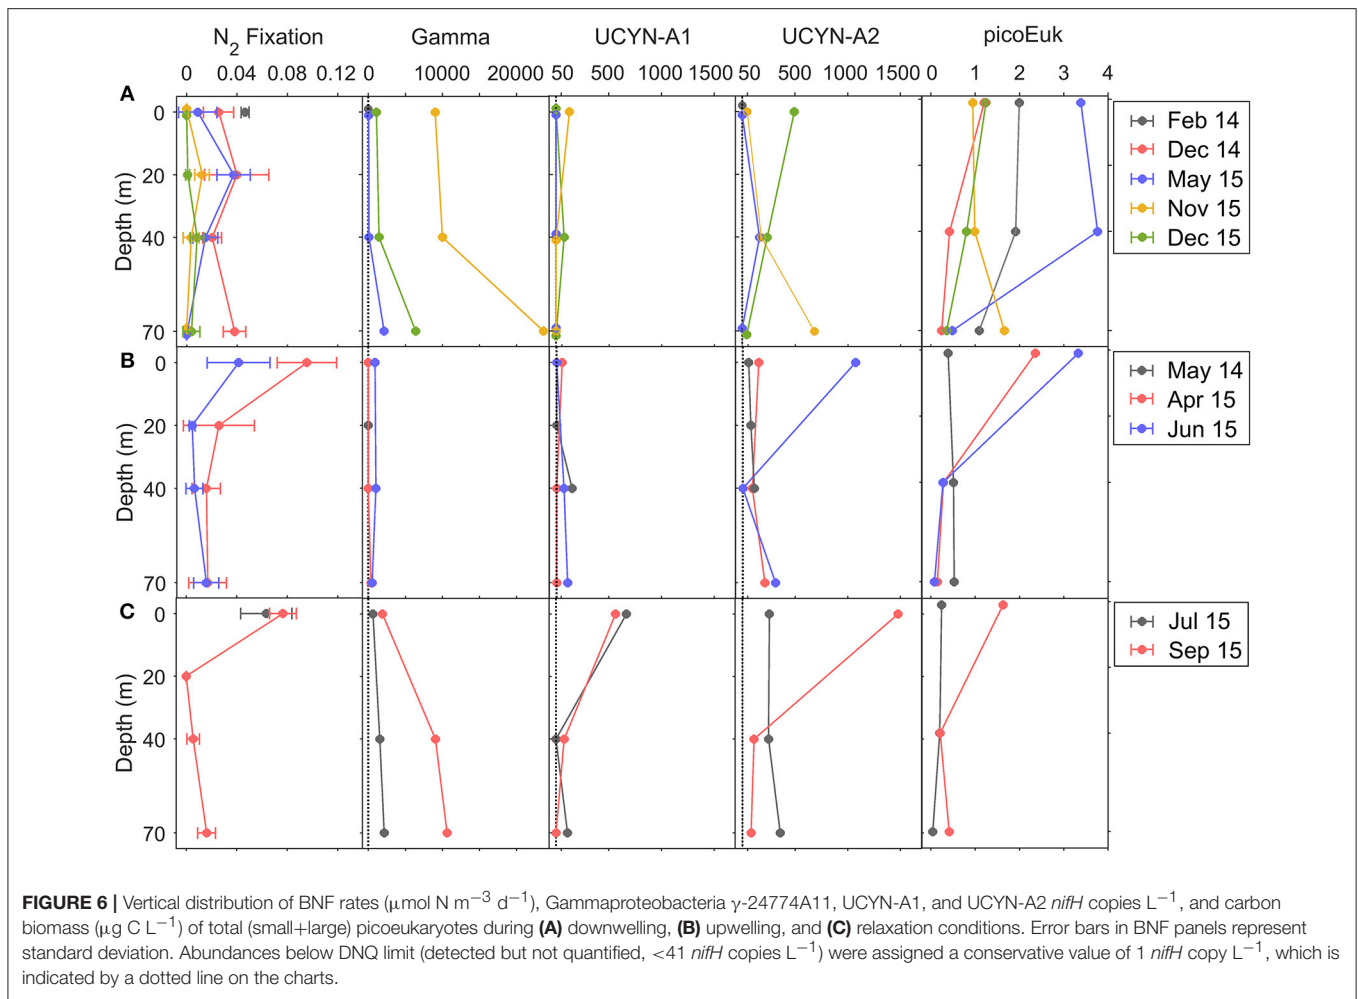 N2 Fixation Gamma UCYN-A1 UCYN-A2 picoEuk
0 0.04 0.08 0.12 0 10000 20000 50 500 1000 1500 50 500 1000 1500 0 1 2 3 4
A
0
20
40
70
Depth (m)
Feb 14
Dec 14
May 15
Nov 15
Dec 15
B
0
20
40
70
Depth (m)
May 14
Apr 15
Jun 15
C
0
20
40
70
Depth (m)
Jul 15
Sep 15
FIGURE 6 | Vertical distribution of BNF rates (μmol N m−3 d−1), Gammaproteobacteria γ-24774A11, UCYN-A1, and UCYN-A2 nifH copies L−1, and carbon
biomass (μg C L−1) of total (small+large) picoeukaryotes during (A) downwelling, (B) upwelling, and (C) relaxation conditions. Error bars in BNF panels represent
standard deviation. Abundances below DNQ limit (detected but not quantified, <41 nifH copies L−1) were assigned a conservative value of 1 nifH copy L−1, which is
indicated by a dotted line on the charts.